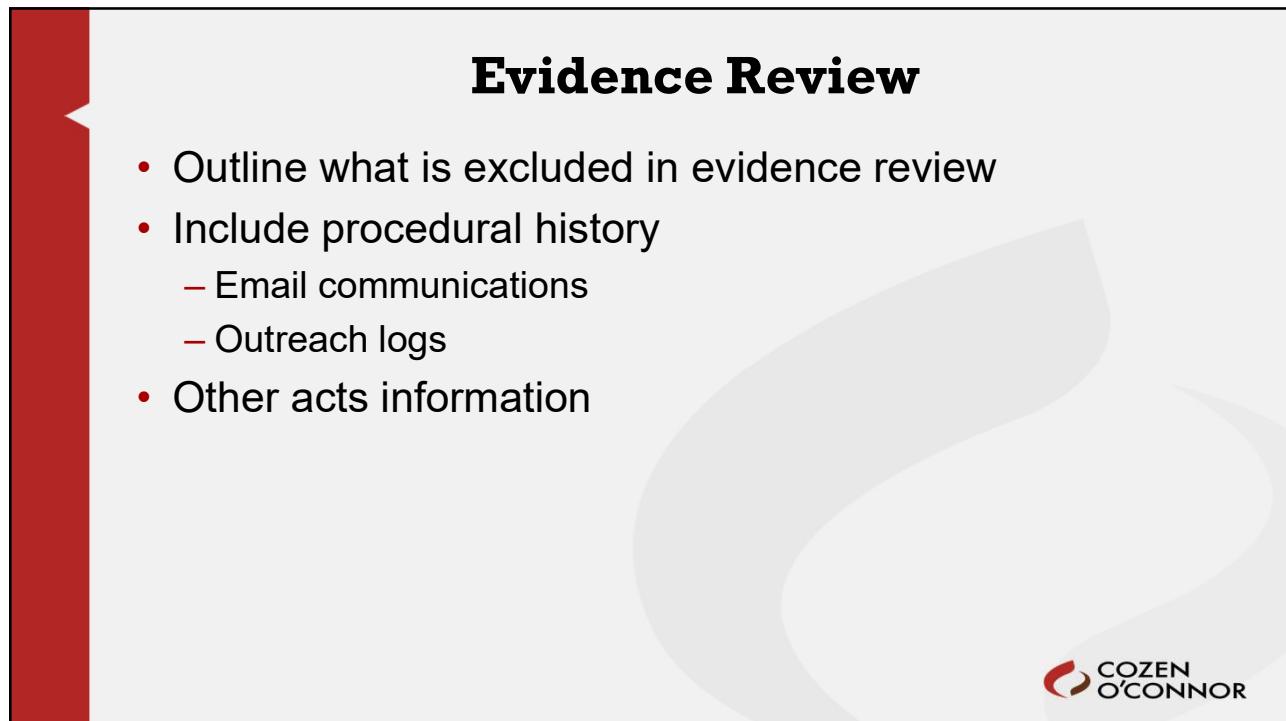 Evidence Review
• Outline what is excluded in evidence review
• Include procedural history
– Email communications
– Outreach logs
• Other acts information
COZEN
O'CONNOR